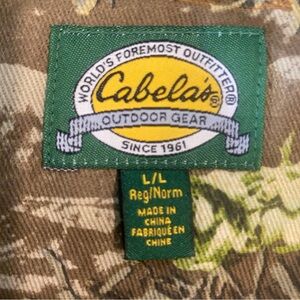 WORLD'S FOREMOST OUTFITTER®
Cabela's®
OUTDOOR GEAR
SINCE 1961
L/L
Reg/Norm
MADE IN
CHINA
FABRIQUÉ EN
CHINE